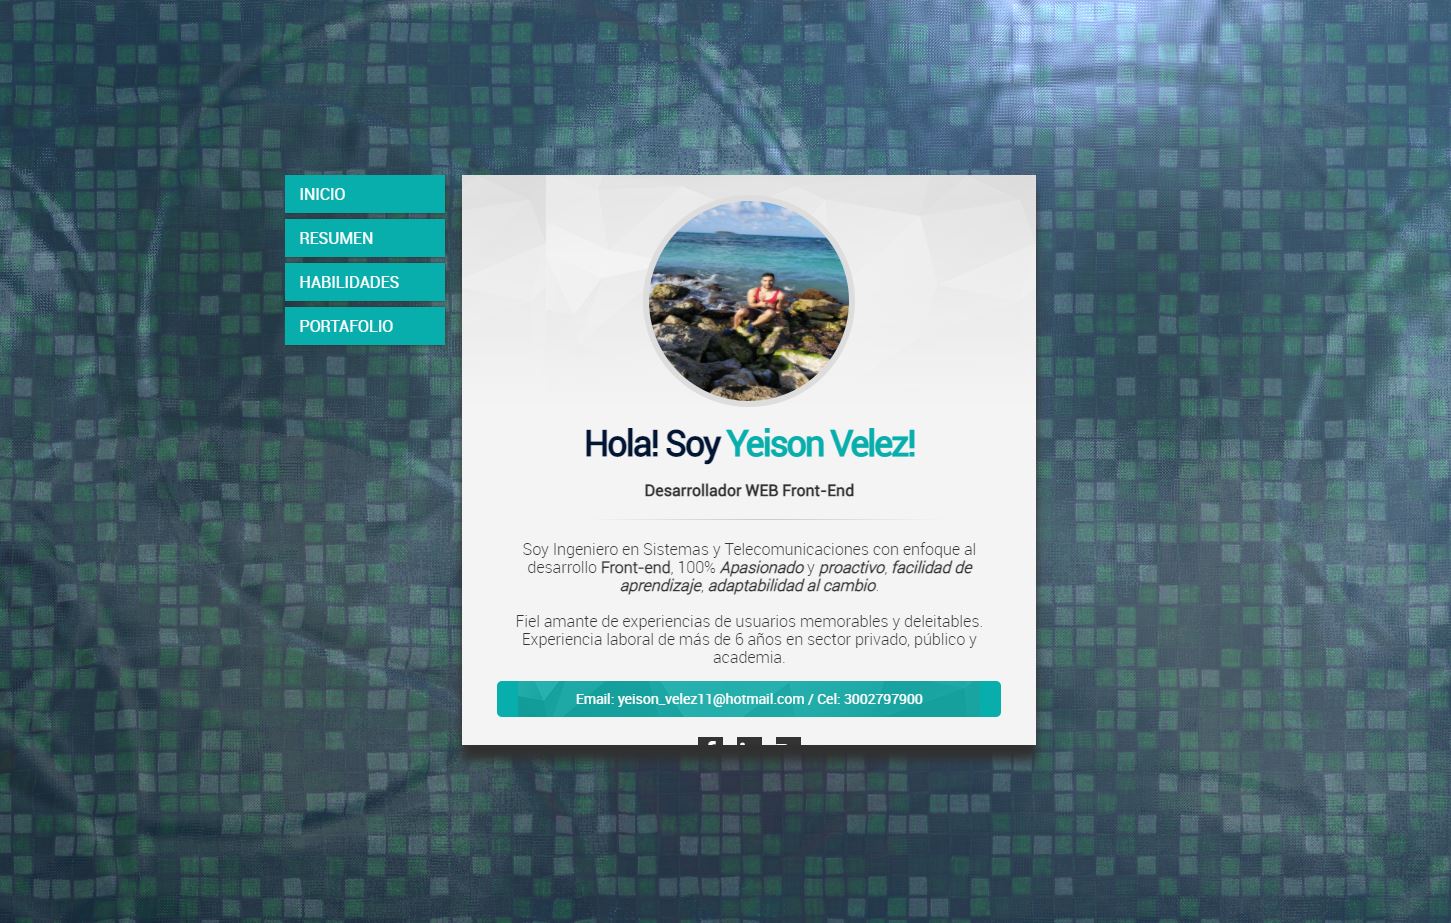 INICIO
RESUMEN
HABILIDADES
PORTAFOLIO
Hola! Soy Yeison Velez!
Desarrollador WEB Front-End
Soy Ingeniero en Sistemas y Telecomunicaciones con enfoque al
desarrollo Front-end, 100% Apasionado y proactivo, facilidad de
aprendizaje, adaptabilidad al cambio.
Fiel amante de experiencias de usuarios memorables y deleitables.
Experiencia laboral de más de 6 años en sector privado, público y
academia.
Email: yeison_velez11@hotmail.com / Cel: 3002797900